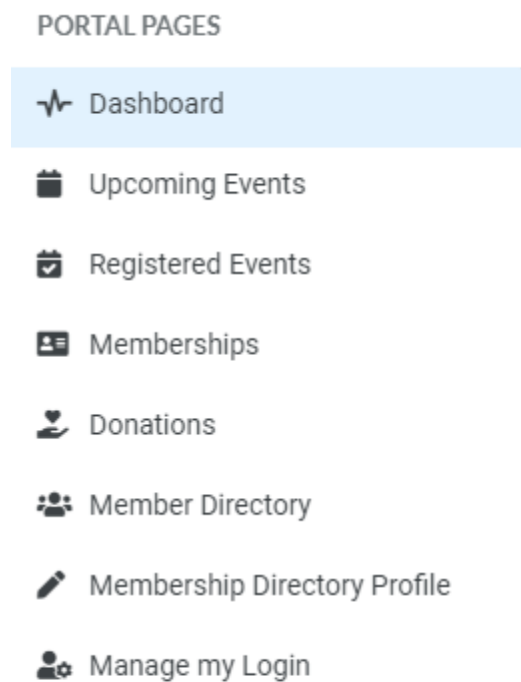 PORTAL PAGES
Dashboard
Upcoming Events
Registered Events
Memberships
Donations
Member Directory
Membership Directory Profile
Manage my Login